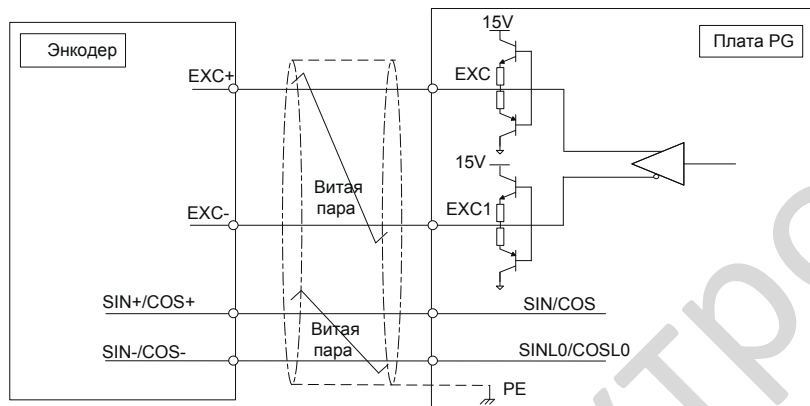 15V
Энкодер
Плата PG
EXC+
EXC
15V
Витая
пара
EXC-
EXC1
SIN+/COS+
SIN/COS
Витая
пара
SIN-/COS-
SINL0/COSL0
PE